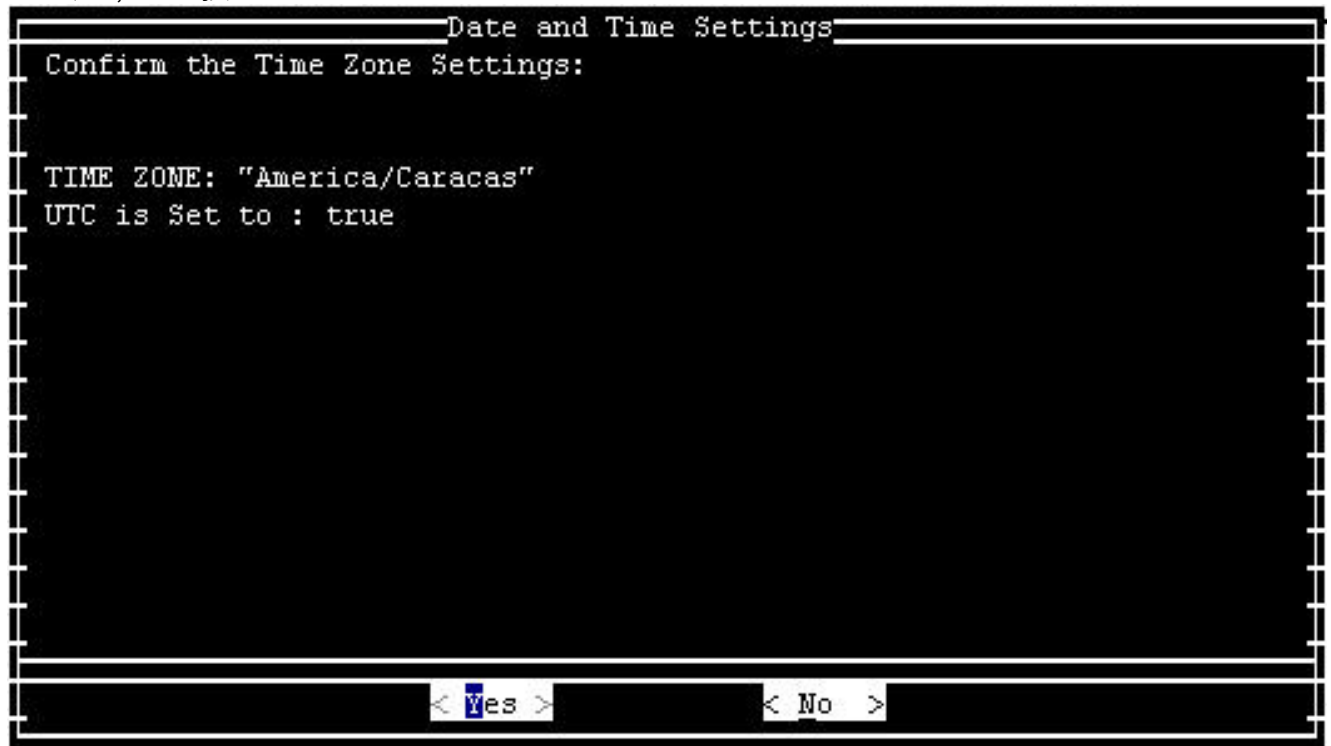 Date and Time Settings
Confirm the Time Zone Settings:
TIME ZONE: "America/Caracas"
UTC is Set to : true
< Yes > < No >